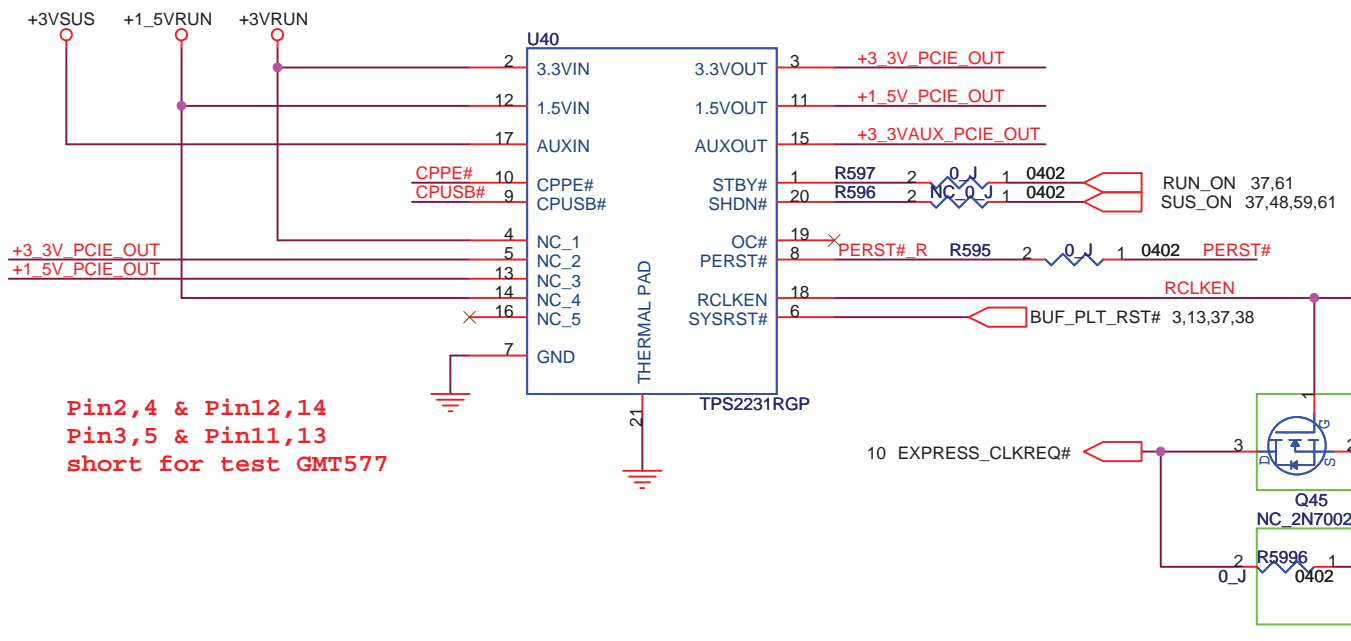 +3VSUS +1_5VRUN +3VRUN
U40
2 3.3VIN 3.3VOUT 3 +3_3V_PCIE_OUT
12 1.5VIN 1.5VOUT 11 +1_5V_PCIE_OUT
17 AUXIN AUXOUT 15 +3_3VAUX_PCIE_OUT
CPPE# 10 CPPE# STBY# 1 R597 2 0_J 1 0402 RUN_ON 37,61
CPUSB# 9 CPUSB# SHDN# 20 R596 2 NC_0_J 1 0402 SUS_ON 37,48,59,61
4 NC_1 OC# 19
+3_3V_PCIE_OUT 5 NC_2 PERST# 8 PERST#_R R595 2 0_J 1 0402 PERST#
+1_5V_PCIE_OUT 13 NC_3
14 NC_4 RCLKEN 18 RCLKEN
16 NC_5 SYSRST# 6 BUF_PLT_RST# 3,13,37,38
7 GND
THERMAL PAD
21
TPS2231RGP
Pin2,4 & Pin12,14
Pin3,5 & Pin11,13
short for test GMT577
10 EXPRESS_CLKREQ# 3 D 1 G S 2
Q45
NC_2N7002
2 R5996 1
0_J 0402